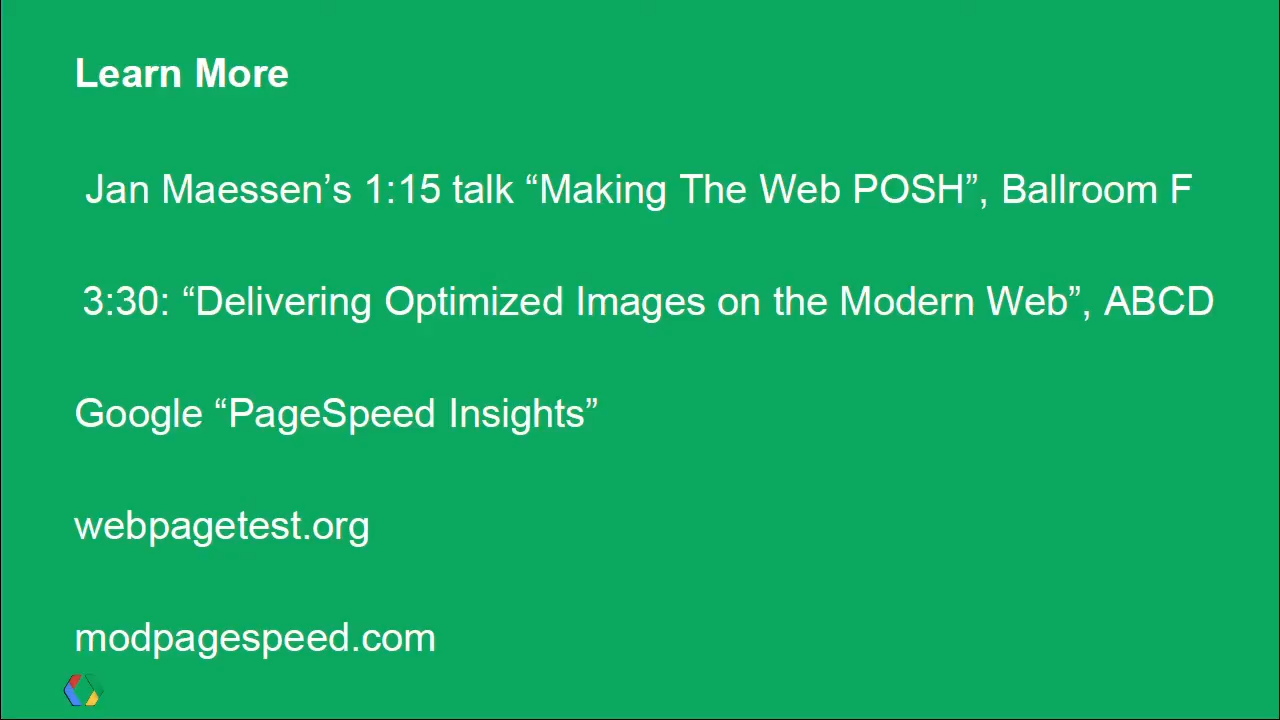 Learn More
Jan Maessen’s 1:15 talk “Making The Web POSH”, Ballroom F
3:30: “Delivering Optimized Images on the Modern Web”, ABCD
Google “PageSpeed Insights”
webpagetest.org
modpagespeed.com